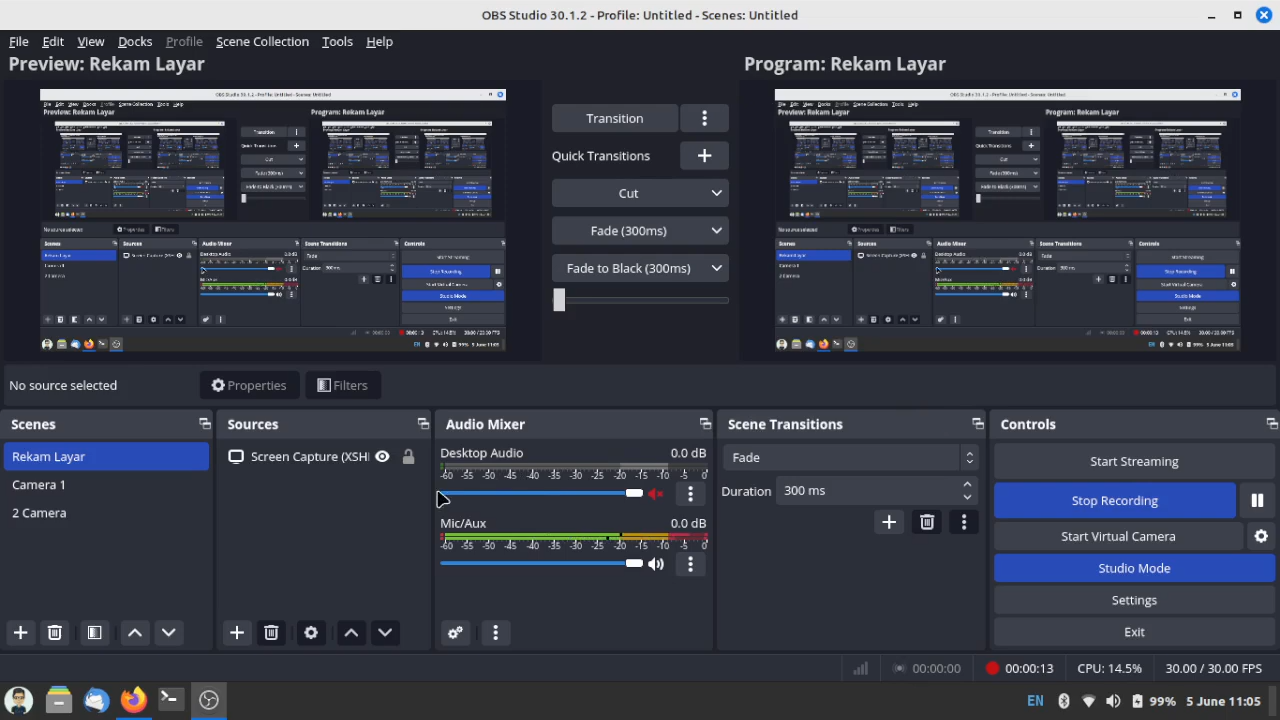 OBS Studio 30.1.2 - Profile: Untitled - Scenes: Untitled
File Edit View Docks Profile Scene Collection Tools Help
Preview: Rekam Layar
Program: Rekam Layar
Transition
Quick Transitions
Cut
Fade (300ms)
Fade to Black (300ms)
No source selected Properties Filters
Scenes
Rekam Layar
Camera 1
2 Camera
Sources
Screen Capture (XSHI
Audio Mixer
Desktop Audio 0.0 dB
-60 -55 -50 -45 -40 -35 -30 -25 -20 -15 -10 -5 0
Mic/Aux 0.0 dB
-60 -55 -50 -45 -40 -35 -30 -25 -20 -15 -10 -5 0
Scene Transitions
Fade
Duration 300 ms
Controls
Start Streaming
Stop Recording
Start Virtual Camera
Studio Mode
Settings
Exit
00:00:00 00:00:13 CPU: 14.5% 30.00 / 30.00 FPS
EN 99% 5 June 11:05